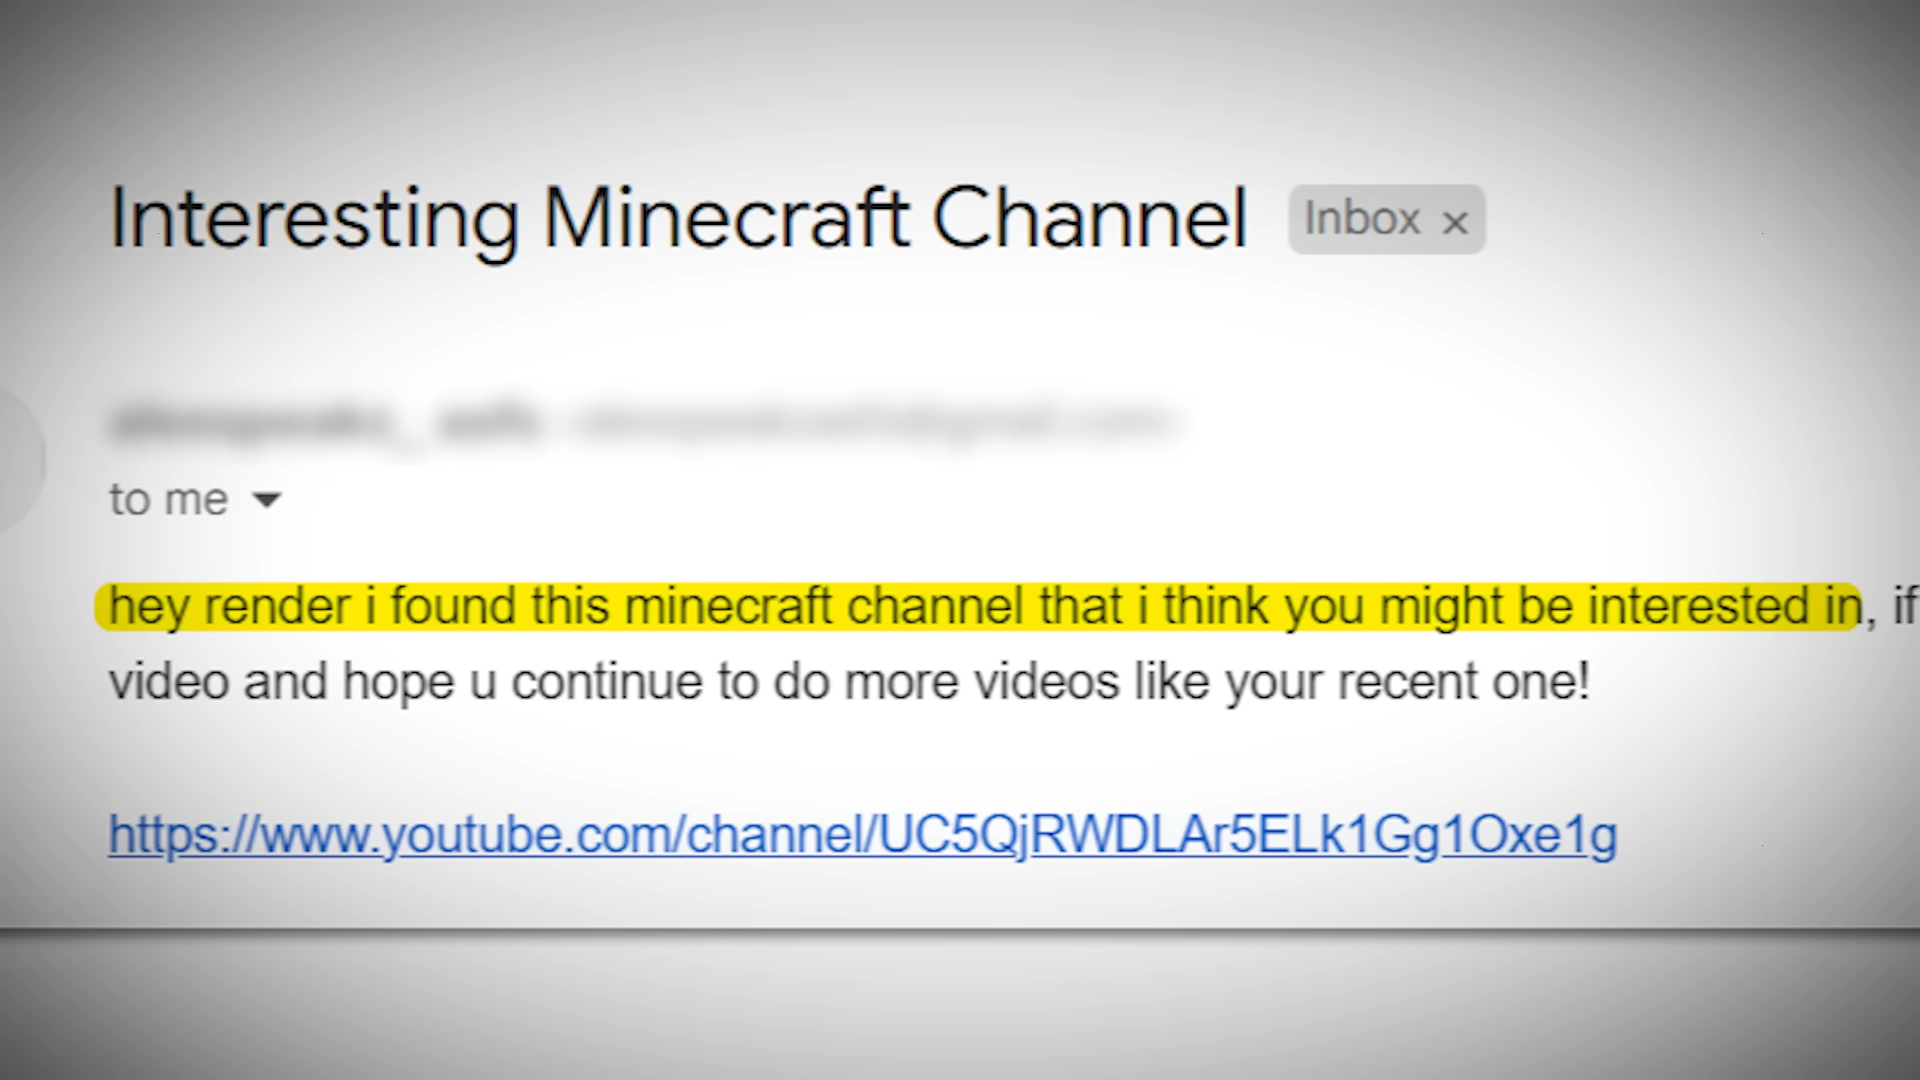 Interesting Minecraft Channel Inbox ×
to me
hey render i found this minecraft channel that i think you might be interested in, if
video and hope u continue to do more videos like your recent one!
https://www.youtube.com/channel/UC5QjRWDLAr5ELk1Gg1Oxe1g